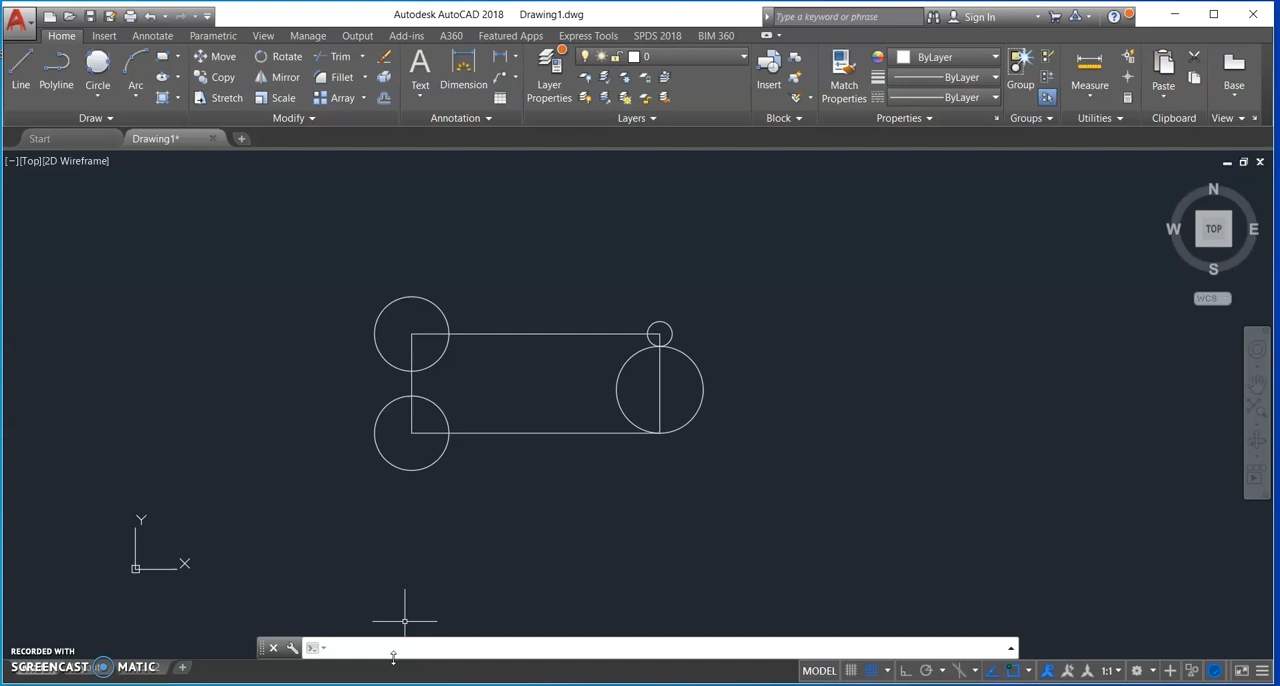 Autodesk AutoCAD 2018 Drawing1.dwg
Type a keyword or phrase
Sign In
Home Insert Annotate Parametric View Manage Output Add-ins A360 Featured Apps Express Tools SPDS 2018 BIM 360
Line
Polyline
Circle
Arc
Move
Copy
Stretch
Rotate
Mirror
Scale
Trim
Fillet
Array
Text
Dimension
Layer
Properties
0
Insert
Match
Properties
ByLayer
ByLayer
ByLayer
Group
Measure
Paste
Base
Draw Modify Annotation Layers Block Properties Groups Utilities Clipboard View
Start Drawing1*
[−][Top][2D Wireframe]
N
W TOP E
S
WCS
Y
X
RECORDED WITH
SCREENCAST MATIC
MODEL 1:1